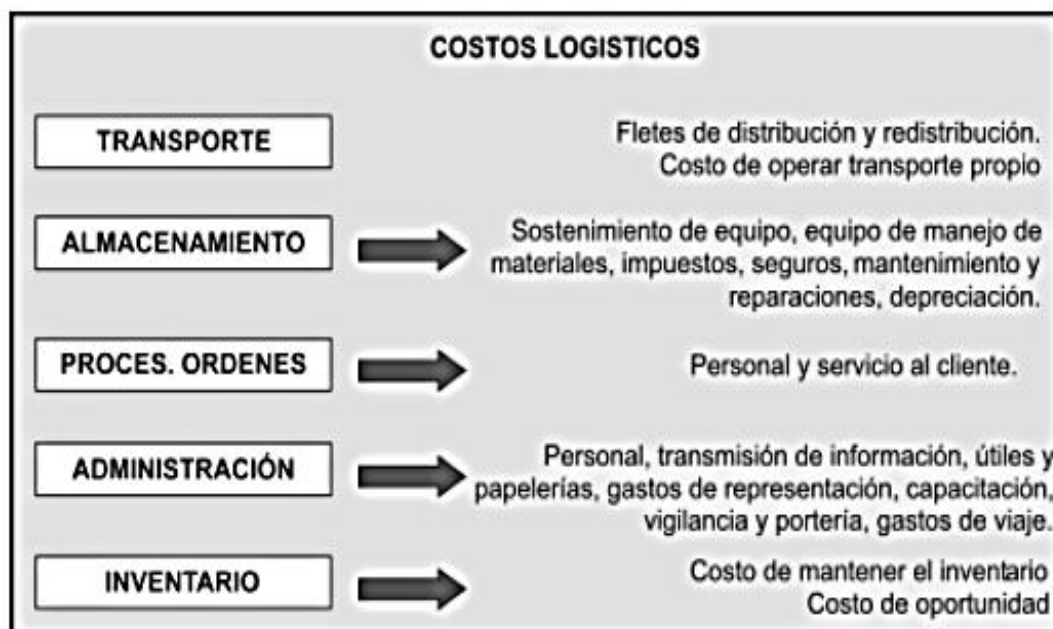 COSTOS LOGISTICOS
TRANSPORTE
Fletes de distribución y redistribución.
Costo de operar transporte propio
ALMACENAMIENTO
Sostenimiento de equipo, equipo de manejo de
materiales, impuestos, seguros, mantenimiento y
reparaciones, depreciación.
PROCES. ORDENES
Personal y servicio al cliente.
ADMINISTRACIÓN
Personal, transmisión de información, útiles y
papelerías, gastos de representación, capacitación,
vigilancia y portería, gastos de viaje.
INVENTARIO
Costo de mantener el inventario
Costo de oportunidad